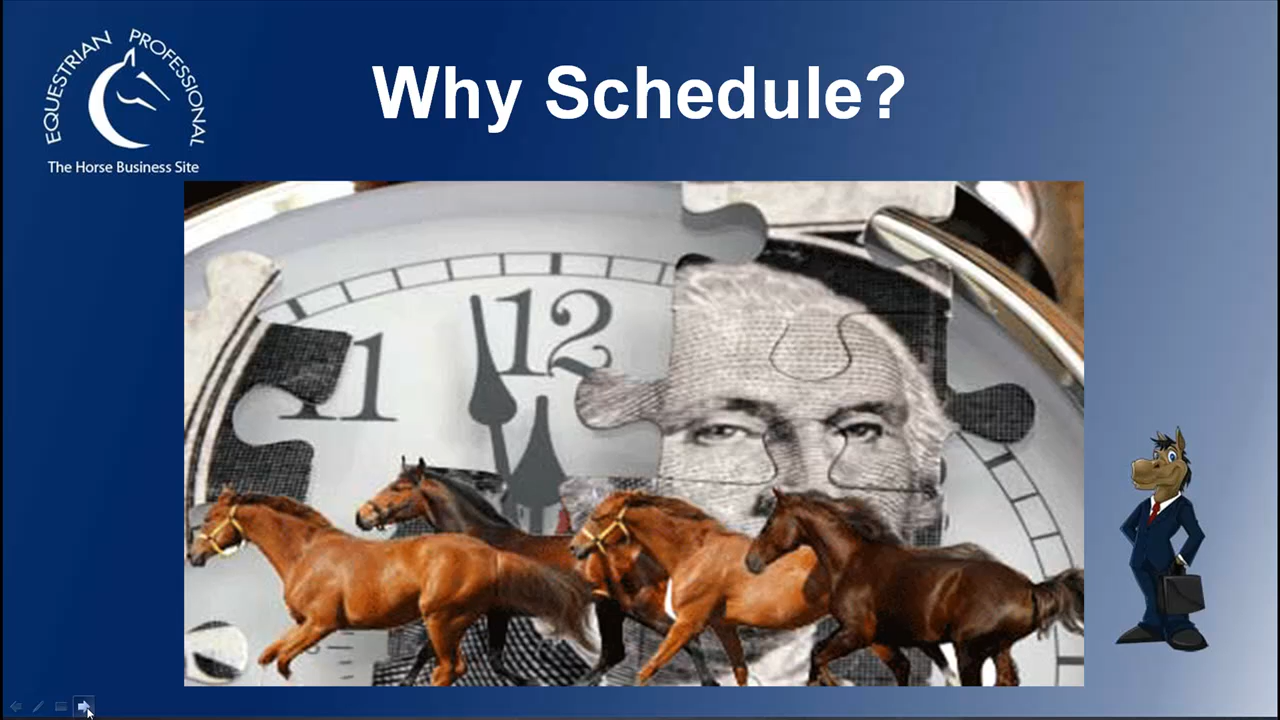 EQUESTRIAN PROFESSIONAL
The Horse Business Site
Why Schedule?
11
12